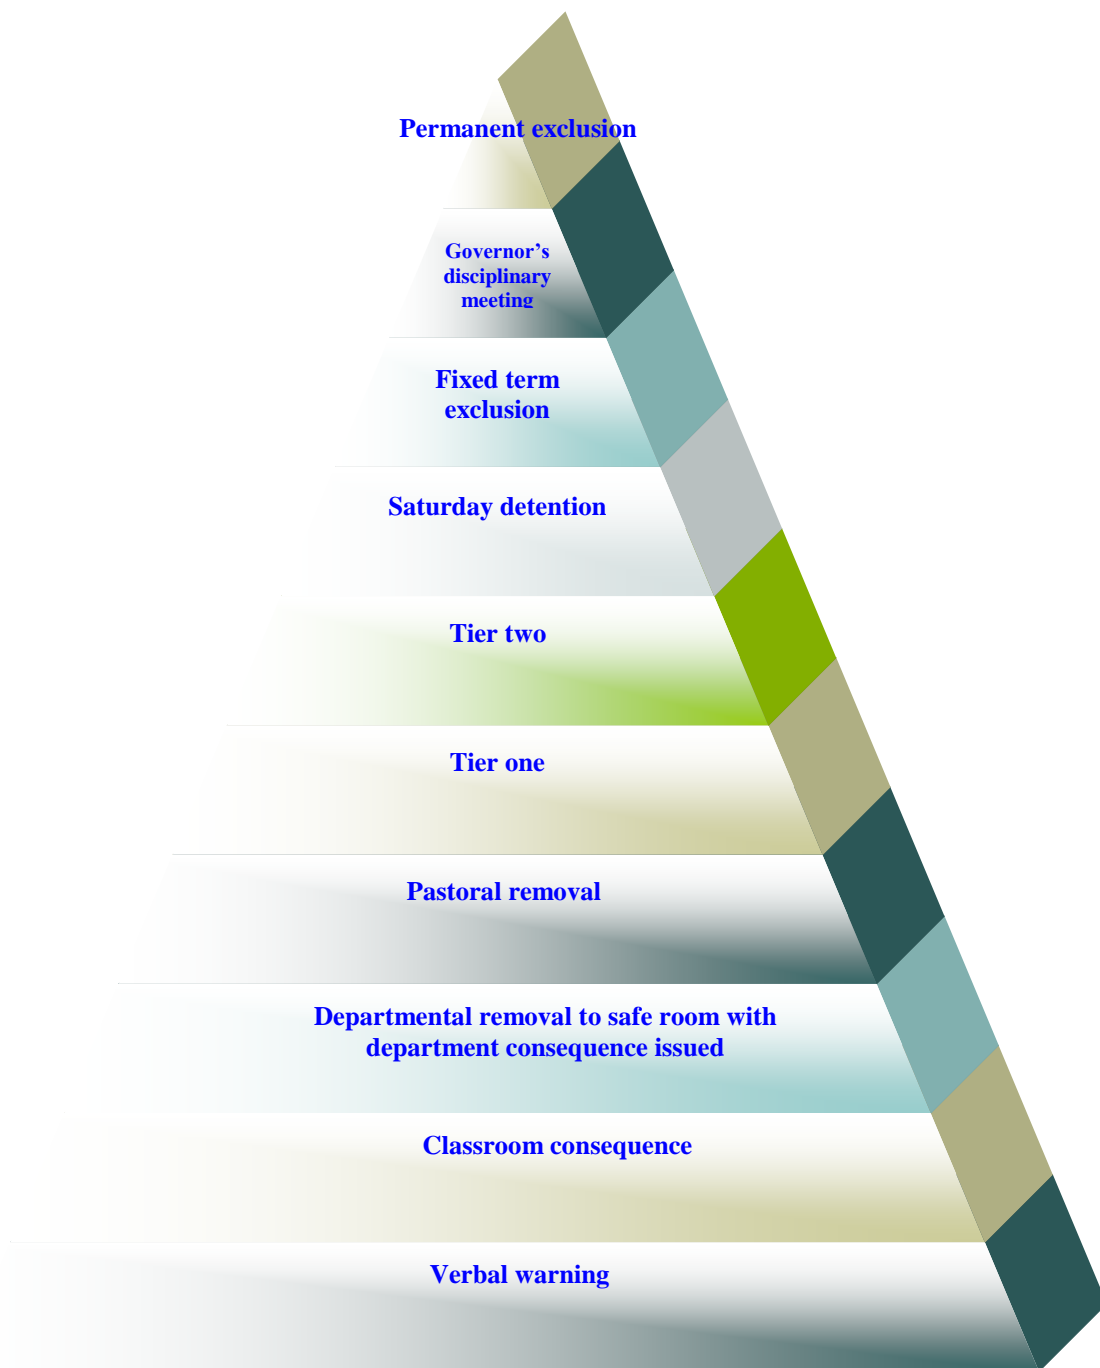 Permanent exclusion
Governor’s
disciplinary
meeting
Fixed term
exclusion
Saturday detention
Tier two
Tier one
Pastoral removal
Departmental removal to safe room with
department consequence issued
Classroom consequence
Verbal warning